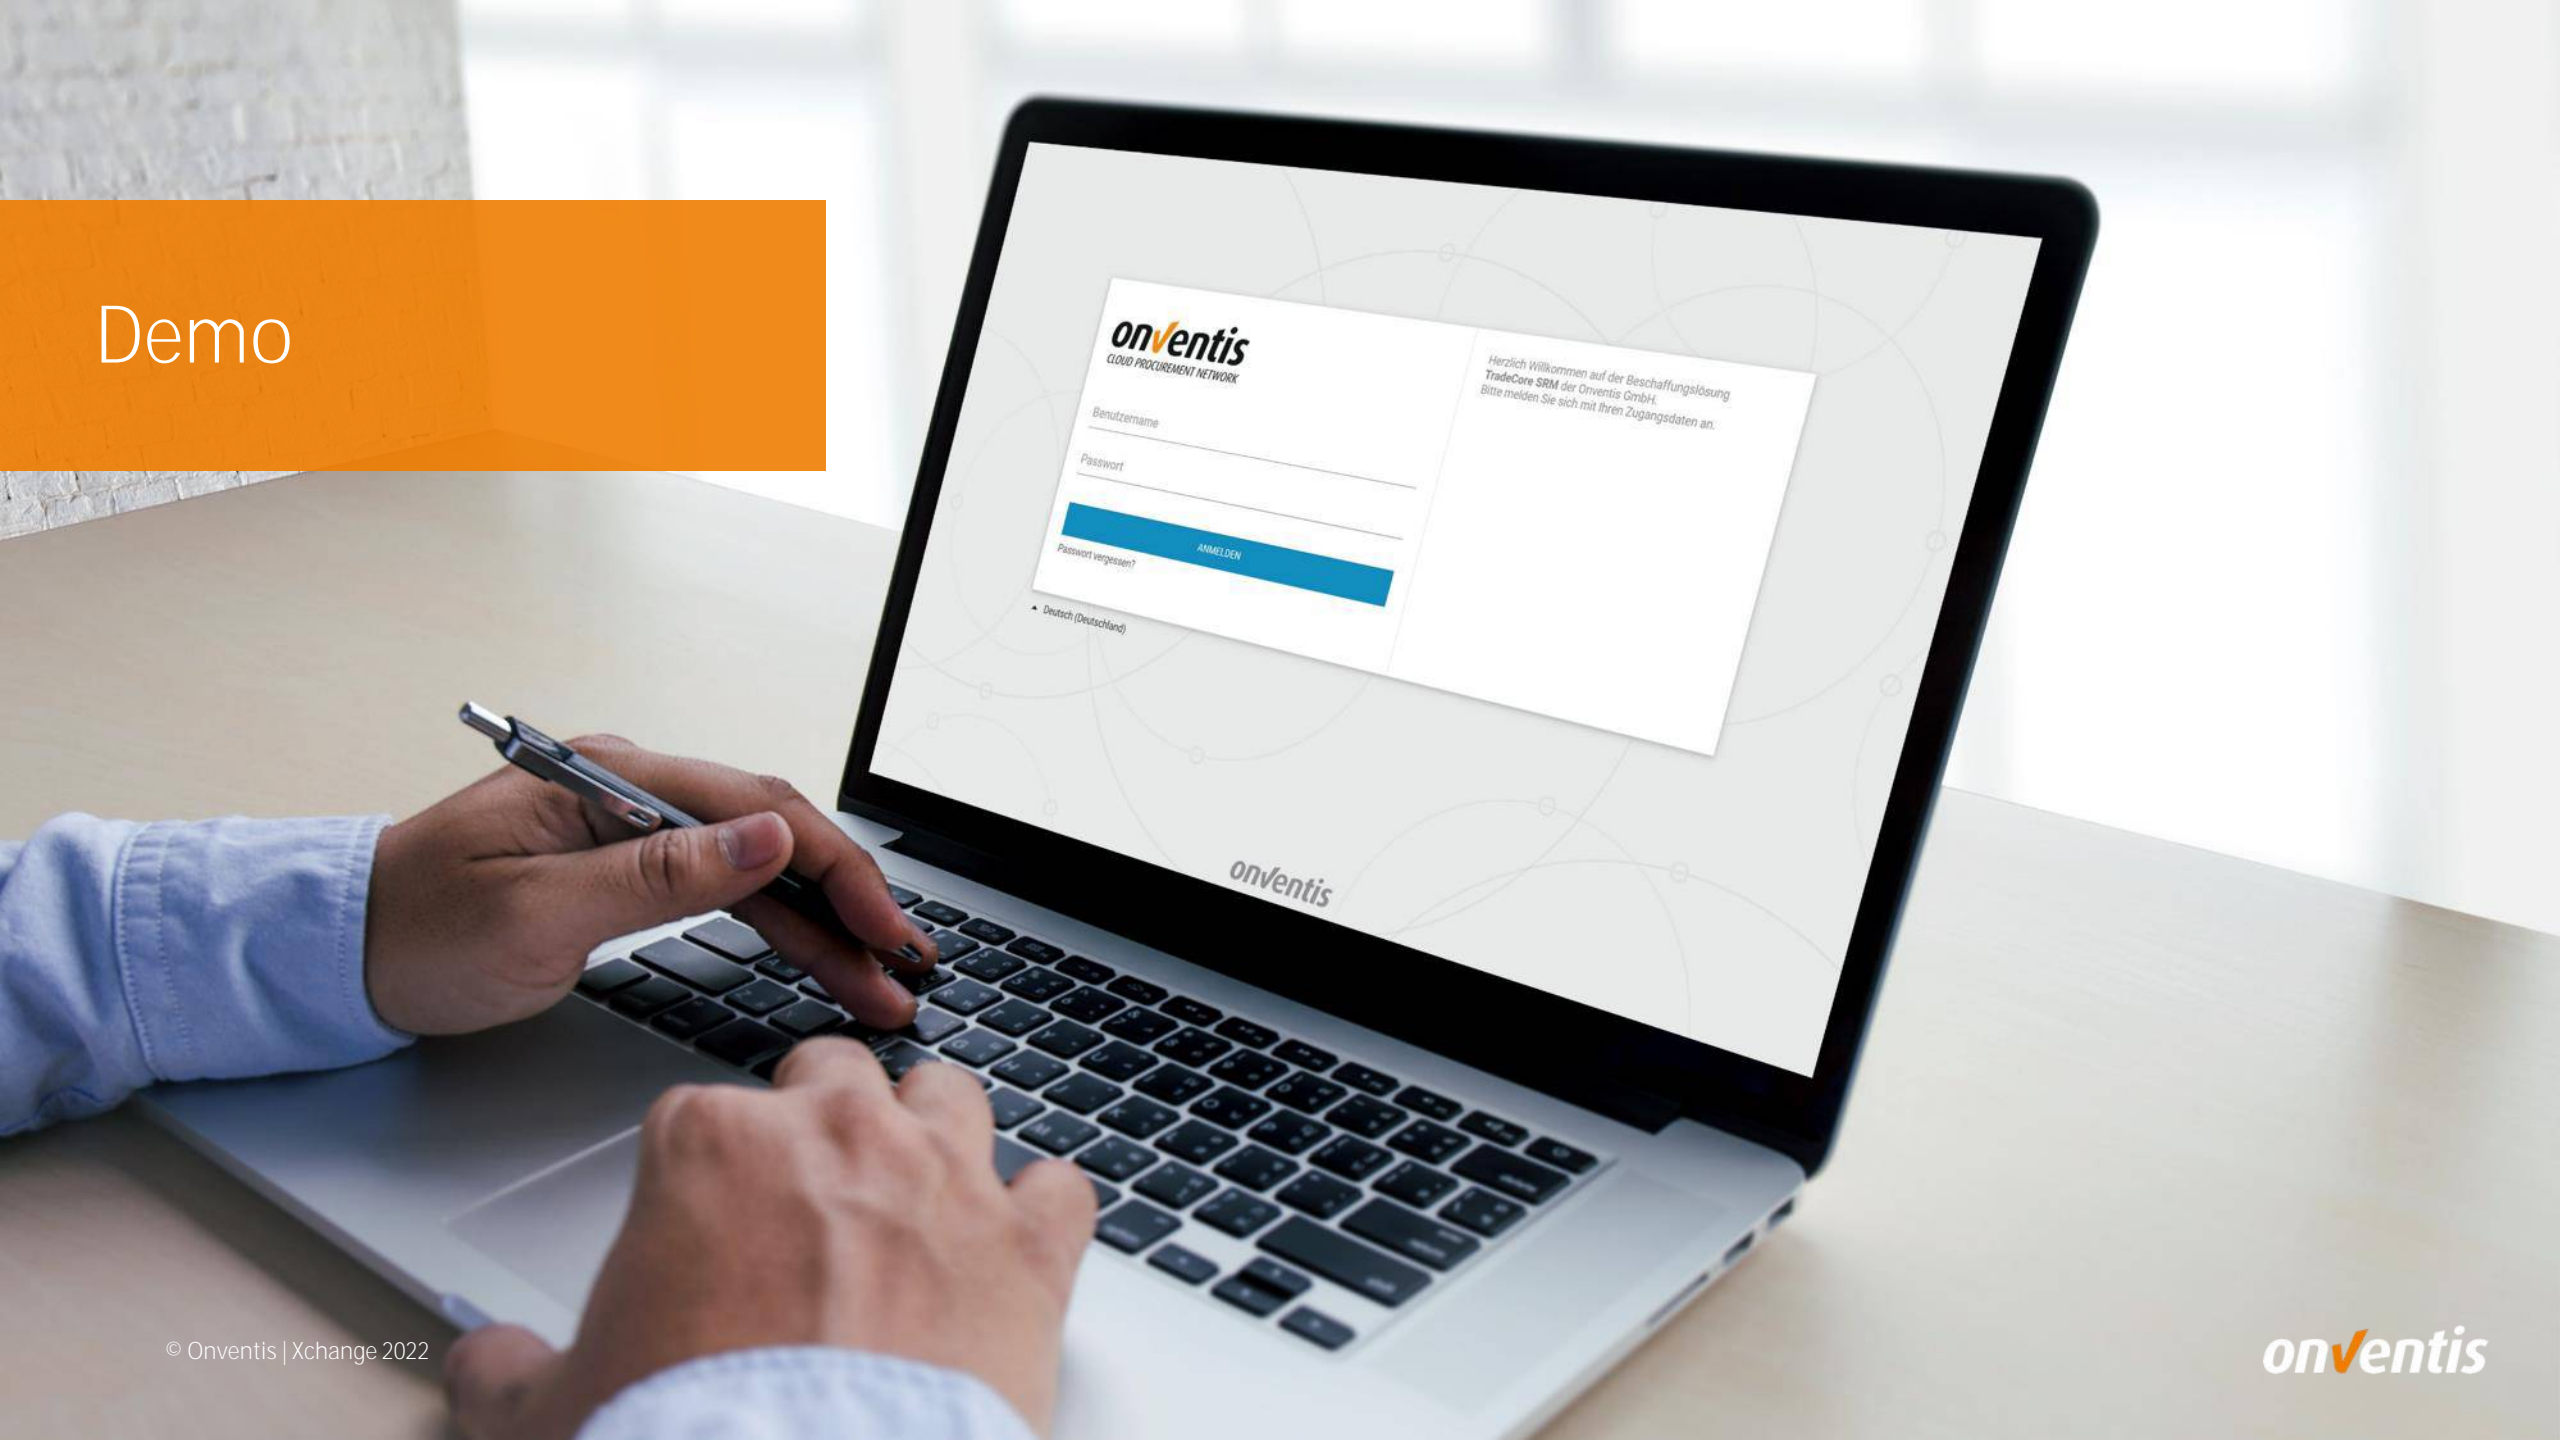 Demo
onventis
CLOUD PROCUREMENT NETWORK
Benutzername
Passwort
ANMELDEN
Passwort vergessen?
Deutsch (Deutschland)
Herzlich Willkommen auf der Beschaffungslösung
TradeCore SRM der Onventis GmbH.
Bitte melden Sie sich mit Ihren Zugangsdaten an.
onventis
© Onventis | Xchange 2022
onventis